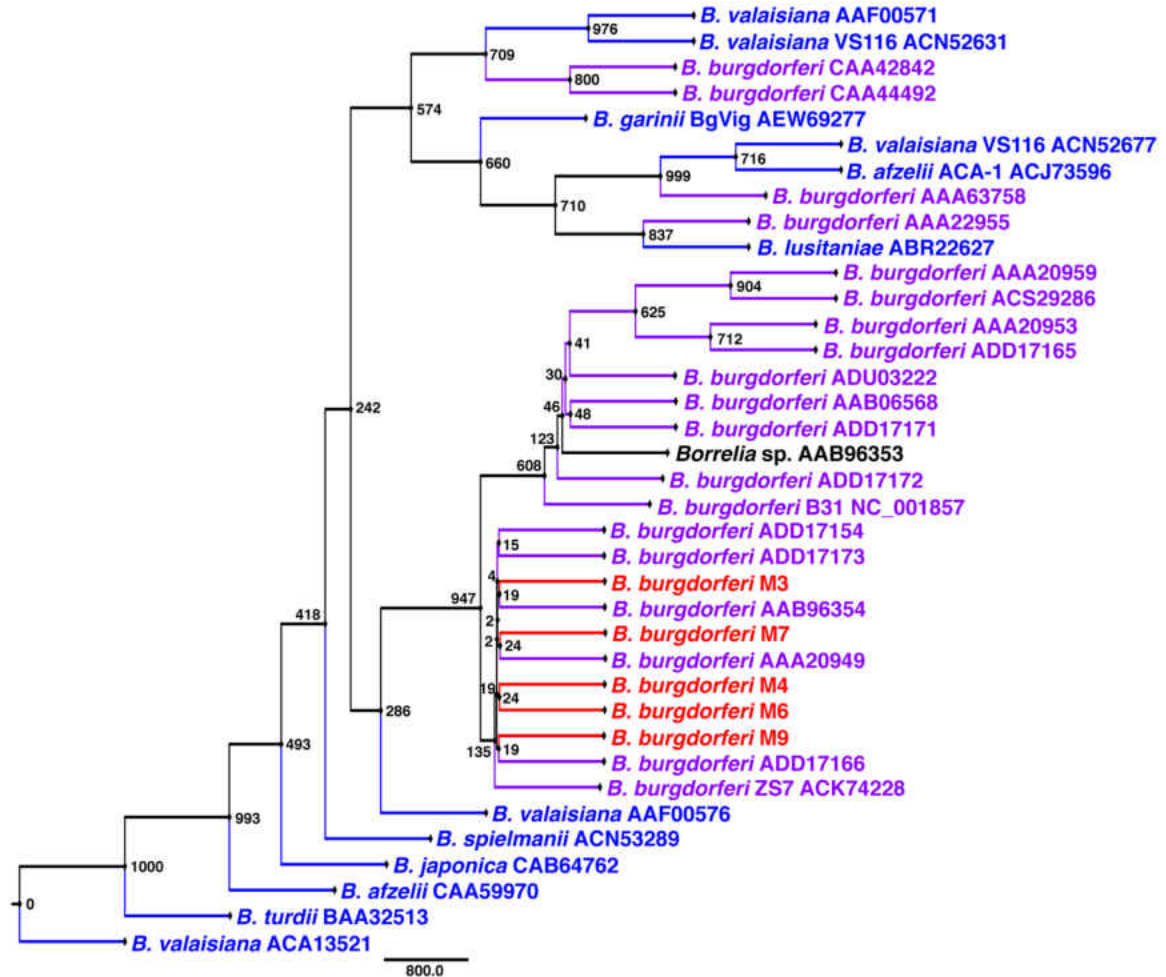 B. valaisiana AAF00571
976
B. valaisiana VS116 ACN52631
709
B. burgdorferi CAA42842
800
B. burgdorferi CAA44492
574
B. garinii BgVig AEW69277
660
B. valaisiana VS116 ACN52677
716
B. afzelii ACA-1 ACJ73596
999
B. burgdorferi AAA63758
710
B. burgdorferi AAA22955
837
B. lusitaniae ABR22627
B. burgdorferi AAA20959
904
B. burgdorferi ACS29286
625
B. burgdorferi AAA20953
712
B. burgdorferi ADD17165
41
B. burgdorferi ADU03222
30
B. burgdorferi AAB06568
242
46
48
B. burgdorferi ADD17171
123
Borrelia sp. AAB96353
608
B. burgdorferi ADD17172
B. burgdorferi B31 NC_001857
B. burgdorferi ADD17154
15
B. burgdorferi ADD17173
4
B. burgdorferi M3
19
947
B. burgdorferi AAB96354
418
2
B. burgdorferi M7
2
24
B. burgdorferi AAA20949
19
B. burgdorferi M4
24
286
B. burgdorferi M6
B. burgdorferi M9
493
135
19
B. burgdorferi ADD17166
B. burgdorferi ZS7 ACK74228
B. valaisiana AAF00576
993
B. spielmanii ACN53289
1000
B. japonica CAB64762
B. afzelii CAA59970
0
B. turdii BAA32513
B. valaisiana ACA13521
800.0